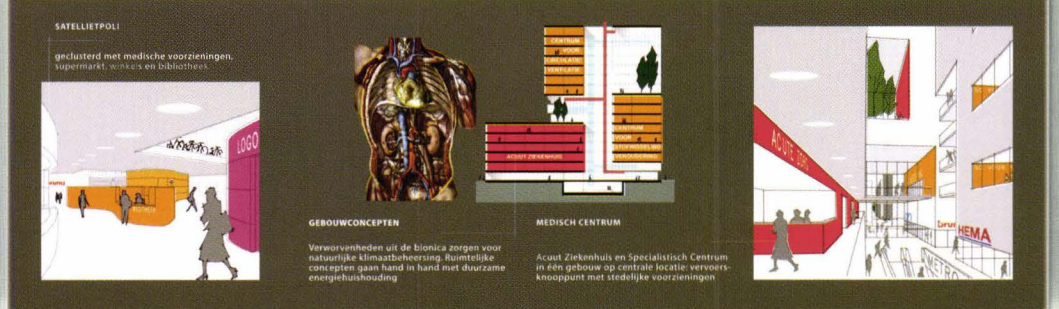 SATELLIETPOLI
geclusterd met medische voorzieningen,
supermarkt, winkels en bibliotheek.
LOGO
GEBOUWCONCEPTEN
Verworvenheden uit de bionica zorgen voor
natuurlijke klimaatbeheersing. Ruimtelijke
concepten gaan hand in hand met duurzame
energiehuishouding
CENTRUM
VOOR
CIRCULATIE
VENTILATIE
ACUUT ZIEKENHUIS
CENTRUM
VOOR
STOFWISSELING
VEROUDERING
MEDISCH CENTRUM
Acuut Ziekenhuis en Specialistisch Centrum
in één gebouw op centrale locatie: vervoers-
knooppunt met stedelijke voorzieningen
ACUTE ZORG
HEMA
METRO